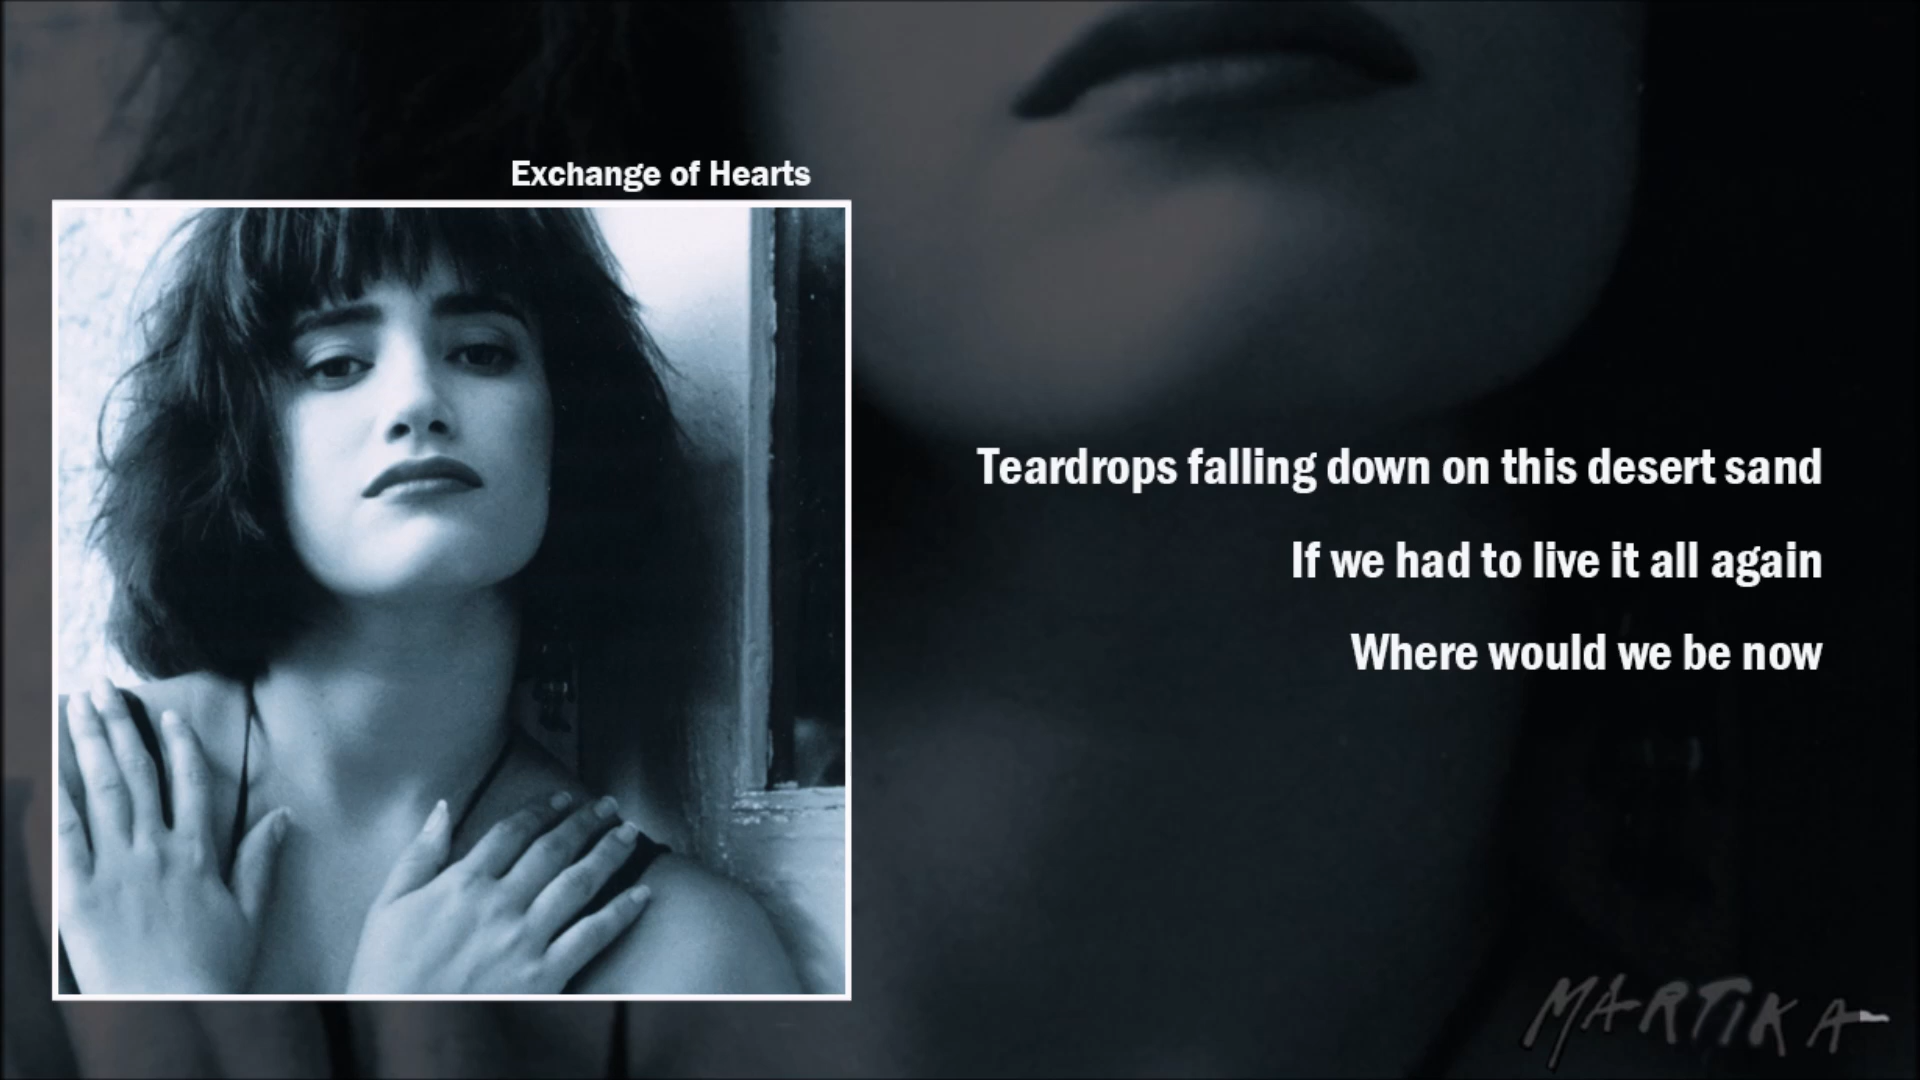 Exchange of Hearts
Teardrops falling down on this desert sand
If we had to live it all again
Where would we be now
MARTIKA